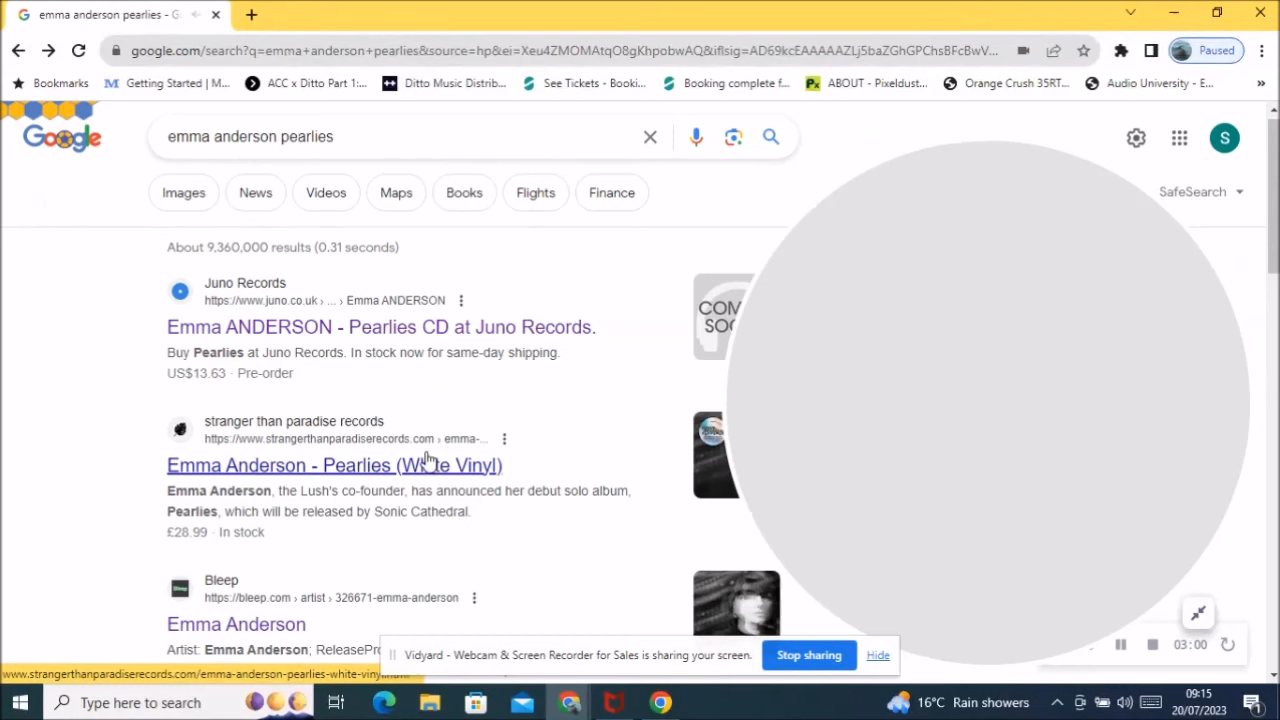 emma anderson pearlies - G
google.com/search?q=emma+anderson+pearlies&source=hp&ei=Xeu4ZMOMAtqO8gKhpobwAQ&iflsig=AD69kcEAAAAAZLj5baZGhGPChsBFcBwV...
Paused
Bookmarks
Getting Started | M...
ACC x Ditto Part 1:...
Ditto Music Distrib...
See Tickets - Booki...
Booking complete f...
ABOUT - Pixeldust...
Orange Crush 35RT...
Audio University - E...
Google
emma anderson pearlies
S
Images
News
Videos
Maps
Books
Flights
Finance
SafeSearch
About 9,360,000 results (0.31 seconds)
Juno Records
https://www.juno.co.uk › ... › Emma ANDERSON
Emma ANDERSON - Pearlies CD at Juno Records.
Buy Pearlies at Juno Records. In stock now for same-day shipping.
US$13.63 · Pre-order
COM
SOO
stranger than paradise records
https://www.strangerthanparadiserecords.com › emma-...
Emma Anderson - Pearlies (White Vinyl)
Emma Anderson, the Lush's co-founder, has announced her debut solo album,
Pearlies, which will be released by Sonic Cathedral.
£28.99 · In stock
Bleep
https://bleep.com › artist › 326671-emma-anderson
Emma Anderson
Artist: Emma Anderson; ReleasePro
Vidyard - Webcam & Screen Recorder for Sales is sharing your screen.
Stop sharing
Hide
03:00
www.strangerthanparadiserecords.com/emma-anderson-pearlies-white-vinyl
Type here to search
16°C Rain showers
09:15
20/07/2023
1